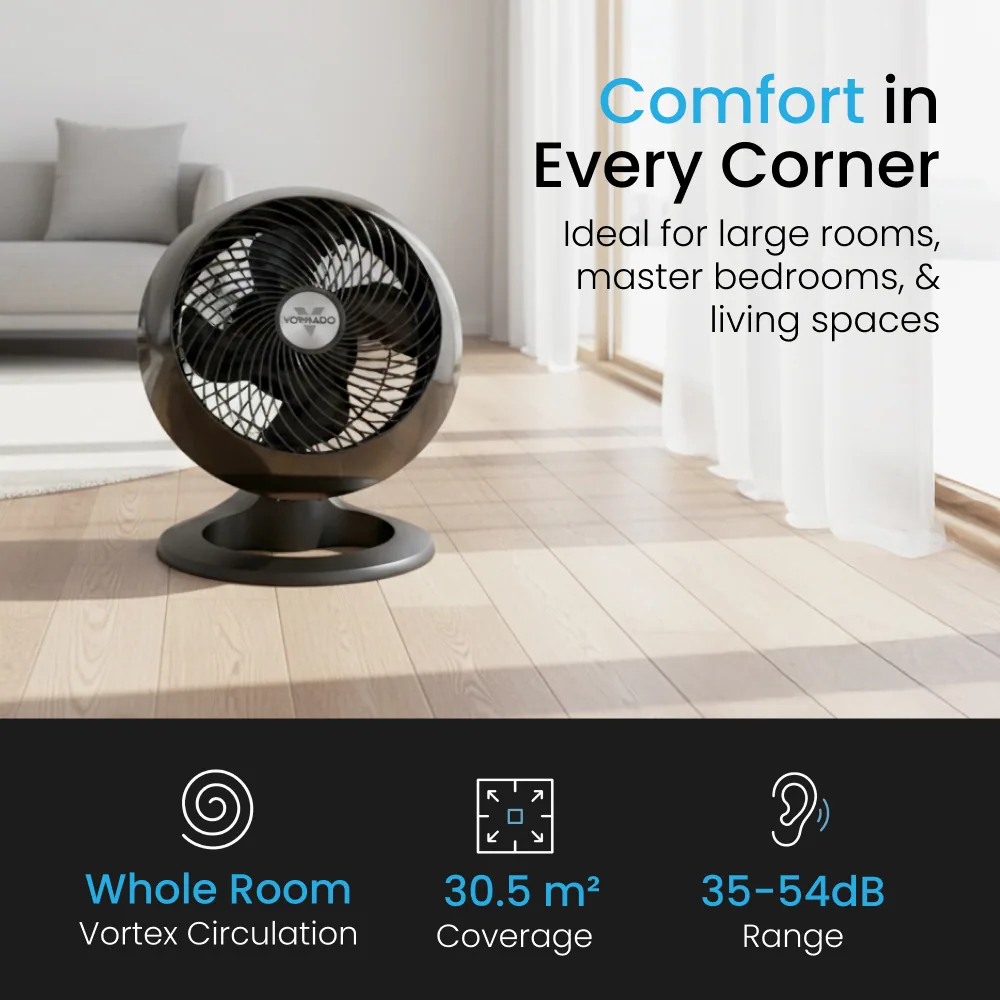 Comfort in
Every Corner
Ideal for large rooms,
master bedrooms, &
living spaces
VORNADO
Whole Room
Vortex Circulation
30.5 m²
Coverage
35-54dB
Range